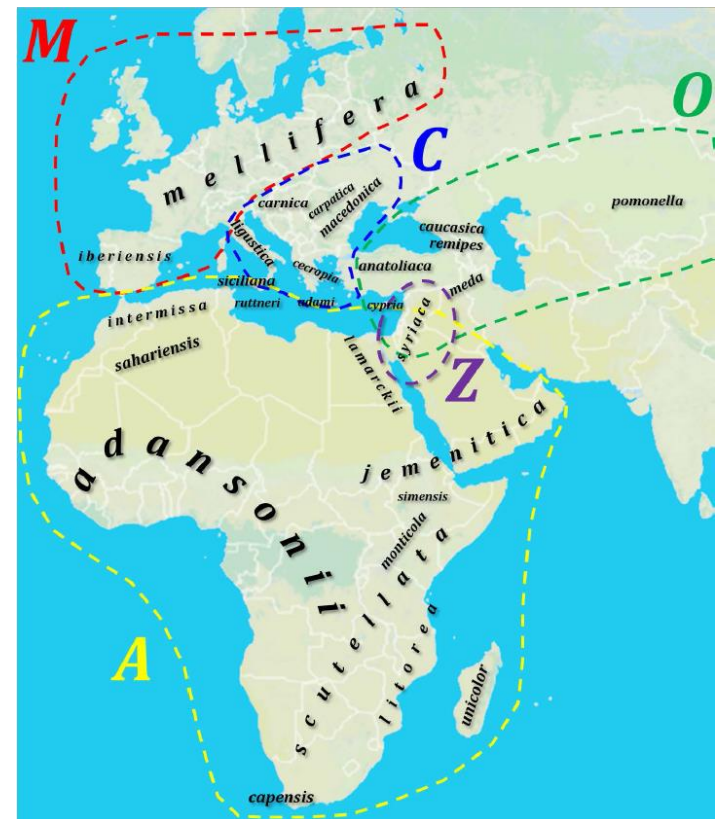 M
O
C
mellifera
carnica
carpatica
macedonica
ligustica
cecropia
iberiensis
siciliana
ruttneri
adami
cypria
caucasica
remipes
anatoliaca
meda
pomonella
syriaca
Z
intermissa
sahariensis
lamarckii
adansonii
jemenitica
simensis
monticola
scutellata
litorea
A
unicolor
capensis